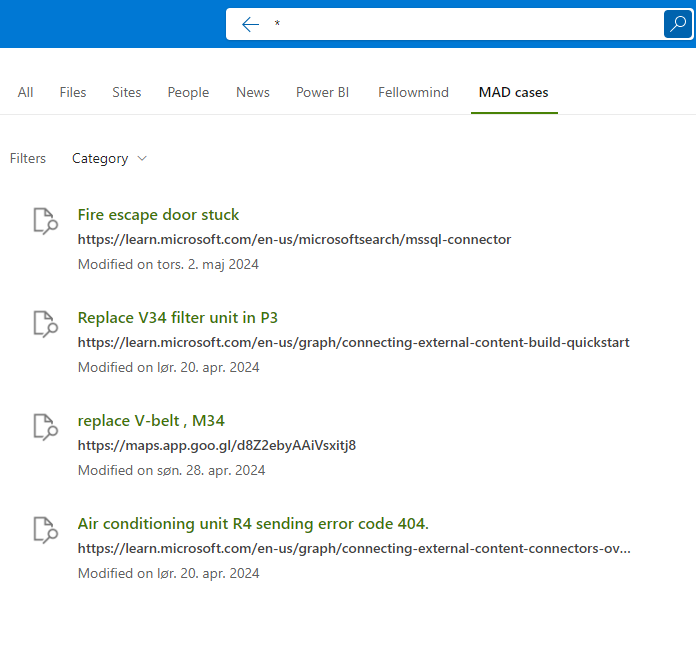 *
All Files Sites People News Power BI Fellowmind MAD cases
Filters Category
Fire escape door stuck
https://learn.microsoft.com/en-us/microsoftsearch/mssql-connector
Modified on tors. 2. maj 2024
Replace V34 filter unit in P3
https://learn.microsoft.com/en-us/graph/connecting-external-content-build-quickstart
Modified on lør. 20. apr. 2024
replace V-belt , M34
https://maps.app.goo.gl/d8Z2ebyAAiVsxitj8
Modified on søn. 28. apr. 2024
Air conditioning unit R4 sending error code 404.
https://learn.microsoft.com/en-us/graph/connecting-external-content-connectors-ov...
Modified on lør. 20. apr. 2024